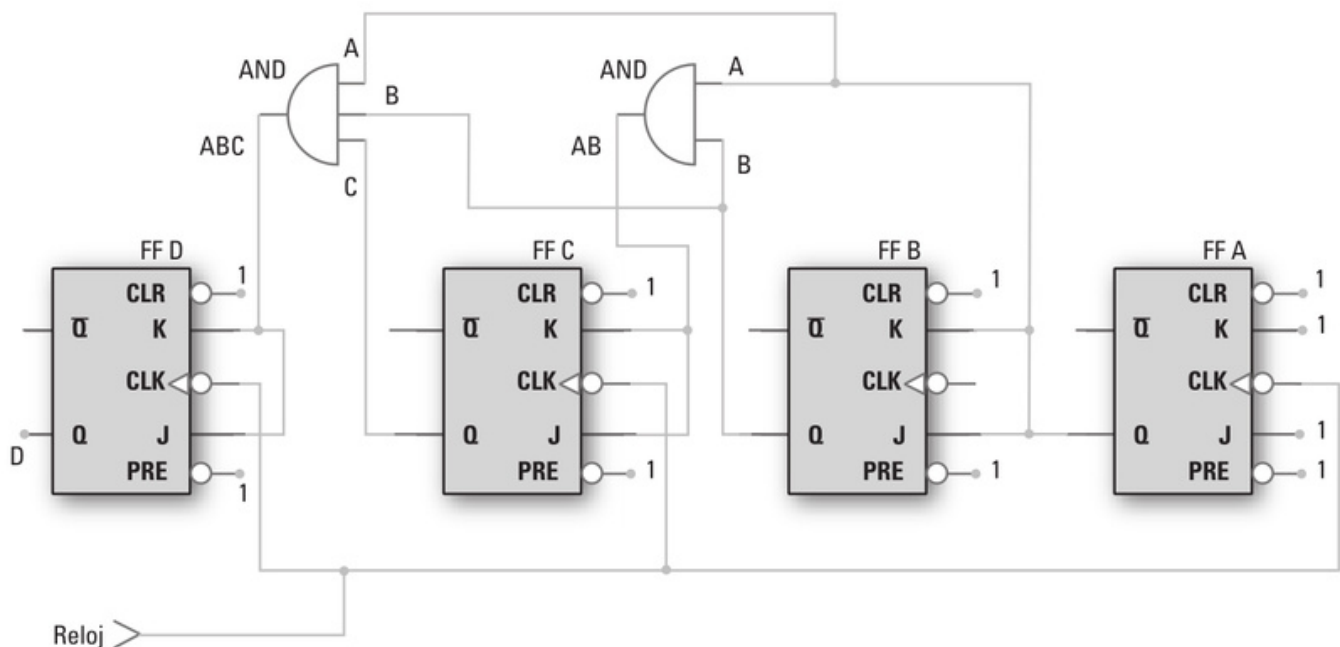 A
AND
B
ABC
C
AND
A
AB
B
FF D
CLR
1
Q
K
CLK
D
Q
J
PRE
1
FF C
CLR
1
Q
K
CLK
Q
J
PRE
1
FF B
CLR
1
Q
K
CLK
Q
J
PRE
1
FF A
CLR
1
Q
K
1
CLK
Q
J
1
PRE
1
Reloj